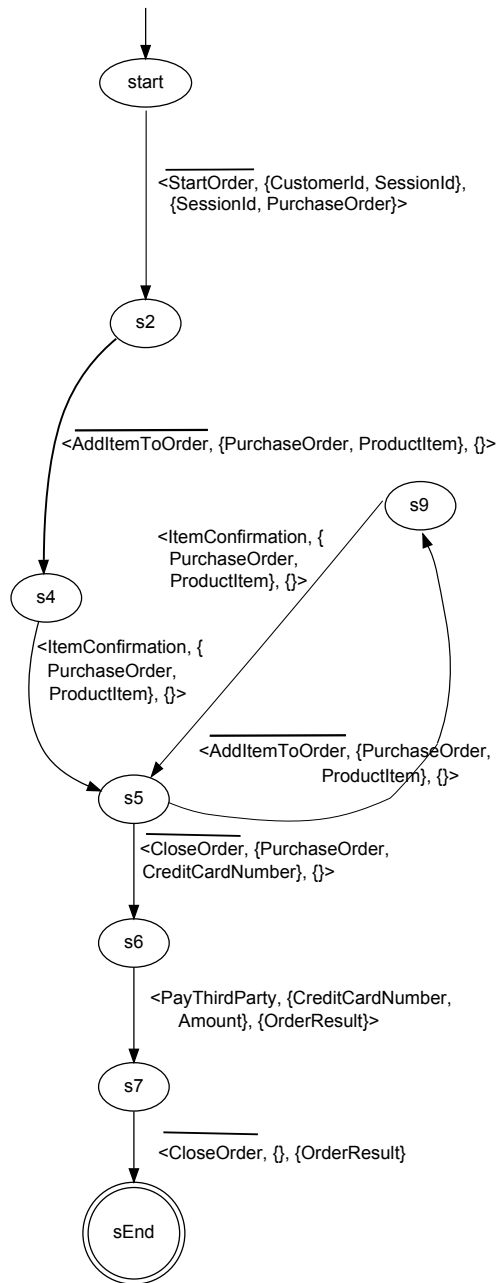 start
<StartOrder, {CustomerId, SessionId},
{SessionId, PurchaseOrder}>
s2
<AddItemToOrder, {PurchaseOrder, ProductItem}, {}>
s9
<ItemConfirmation, {
PurchaseOrder,
ProductItem}, {}>
s4
<ItemConfirmation, {
PurchaseOrder,
ProductItem}, {}>
<AddItemToOrder, {PurchaseOrder,
ProductItem}, {}>
s5
<CloseOrder, {PurchaseOrder,
CreditCardNumber}, {}>
s6
<PayThirdParty, {CreditCardNumber,
Amount}, {OrderResult}>
s7
<CloseOrder, {}, {OrderResult}
sEnd